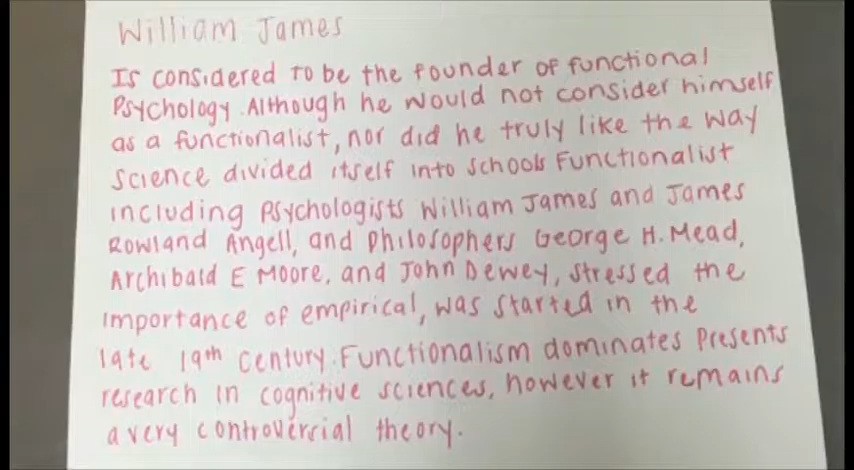 William James
Is considered to be the founder of functional
Psychology. Although he would not consider himself
as a functionalist, nor did he truly like the way
science divided itself into schools Functionalist
including Psychologists William James and James
Rowland Angell, and Philosophers George H. Mead,
Archibald E Moore, and John Dewey, stressed the
importance of empirical, was started in the
late 19th century. Functionalism dominates Presents
research in cognitive sciences, however it remains
a very controversial theory.